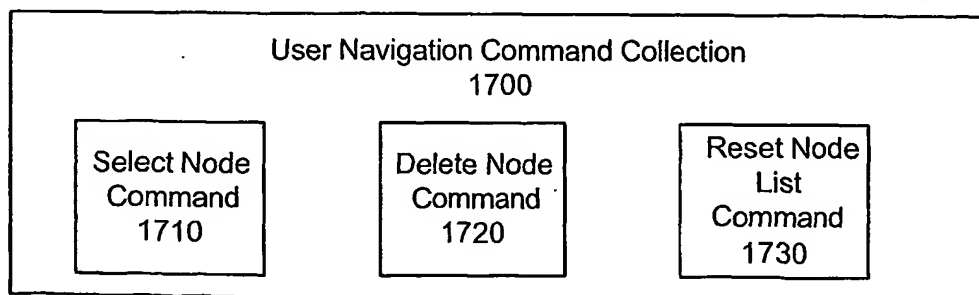 User Navigation Command Collection
1700
Select Node
Command
1710
Delete Node
Command
1720
Reset Node
List
Command
1730